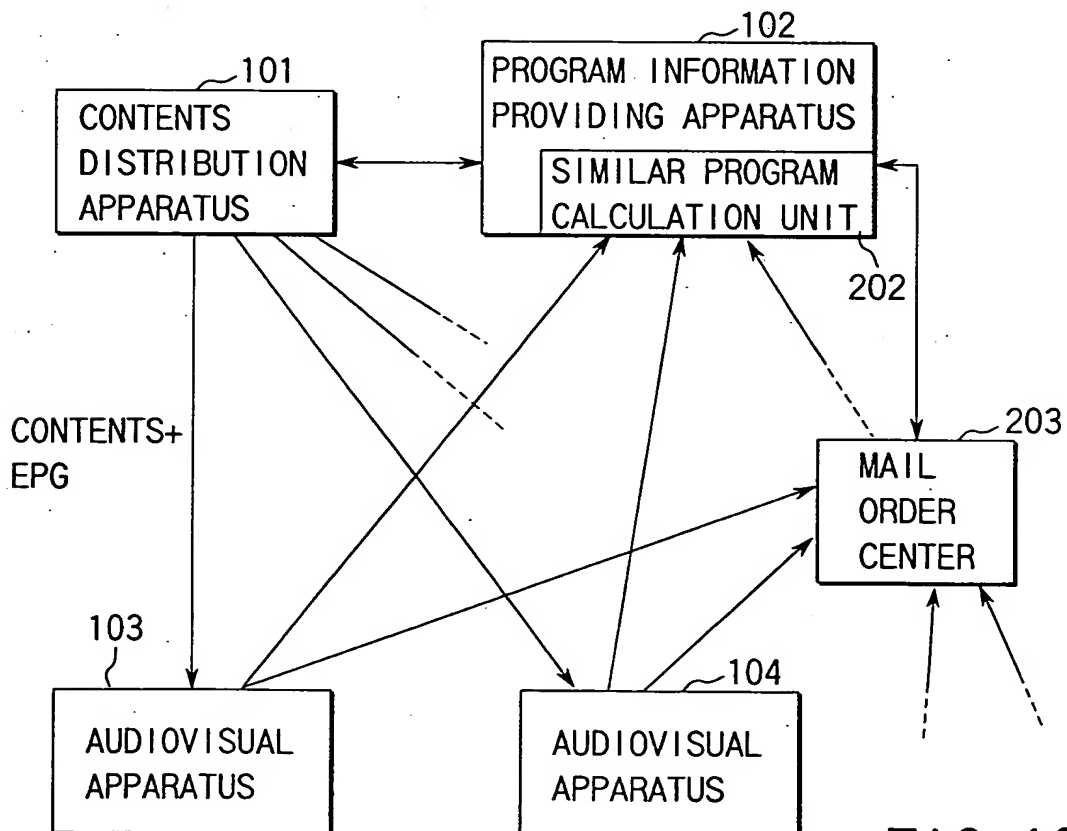 101
CONTENTS
DISTRIBUTION
APPARATUS
102
PROGRAM INFORMATION
PROVIDING APPARATUS
SIMILAR PROGRAM
CALCULATION UNIT
202
CONTENTS+
EPG
203
MAIL
ORDER
CENTER
103
AUDIOVISUAL
APPARATUS
104
AUDIOVISUAL
APPARATUS